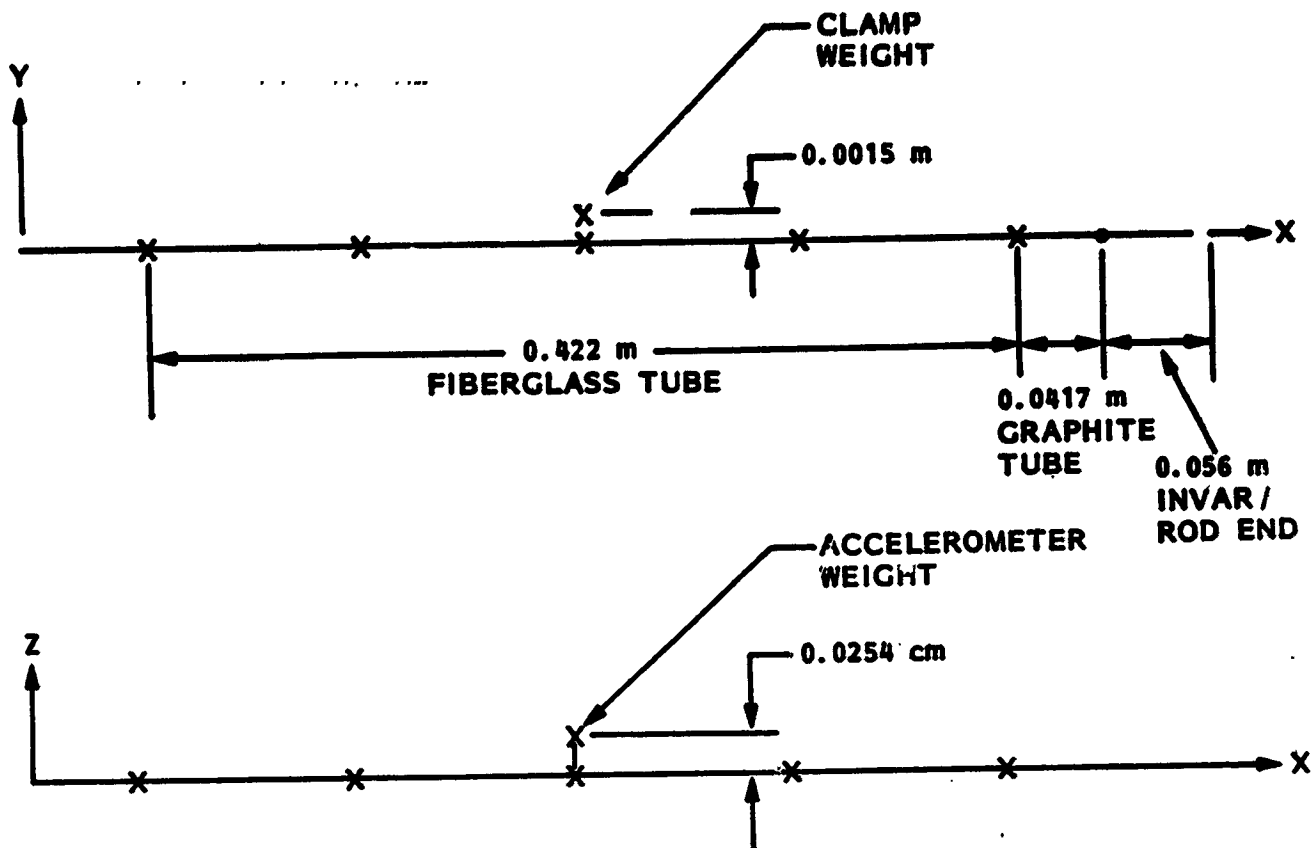 CLAMP
WEIGHT
Y
0.0015 m
X
X
0.422 m
FIBERGLASS TUBE
0.0417 m
GRAPHITE
TUBE
0.056 m
INVAR/
ROD END
ACCELEROMETER
WEIGHT
Z
0.0254 cm
X
X